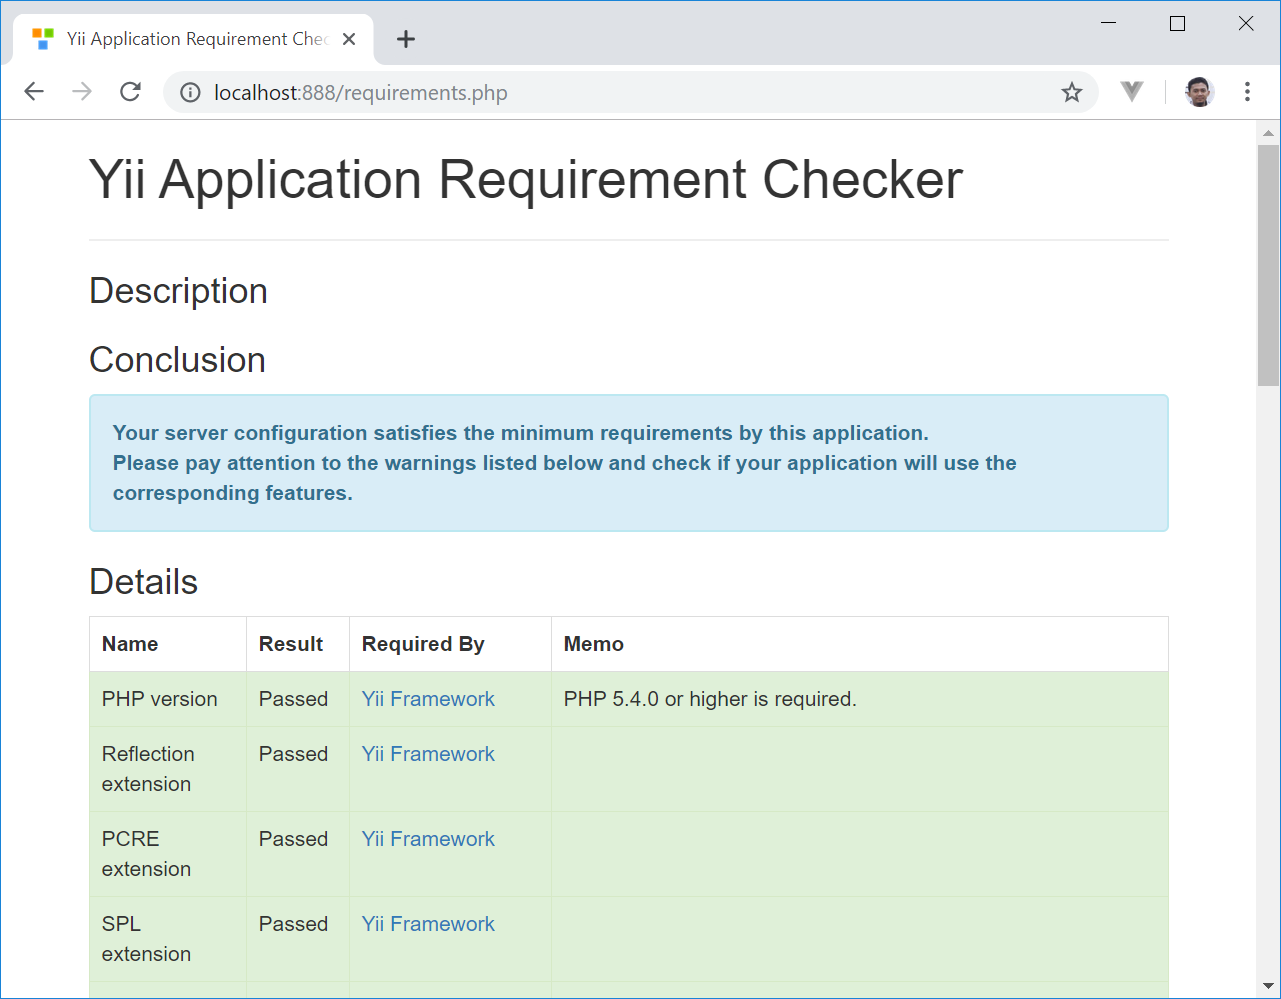 Yii Application Requirement Chec
localhost:888/requirements.php
Yii Application Requirement Checker
Description
Conclusion
Your server configuration satisfies the minimum requirements by this application.
Please pay attention to the warnings listed below and check if your application will use the
corresponding features.
Details
Name Result Required By Memo
PHP version Passed Yii Framework PHP 5.4.0 or higher is required.
Reflection Passed Yii Framework
extension
PCRE Passed Yii Framework
extension
SPL Passed Yii Framework
extension